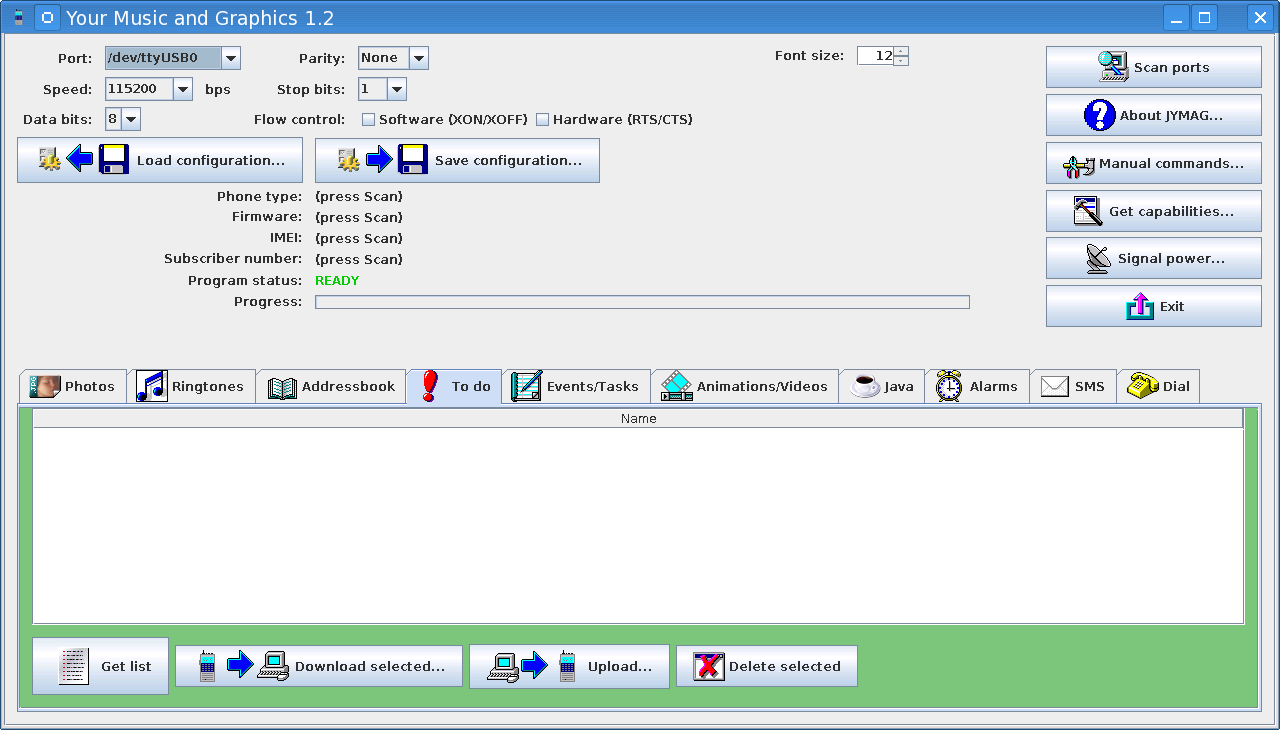 Your Music and Graphics 1.2
Port: /dev/ttyUSB0 Parity: None Font size: 12
Speed: 115200 bps Stop bits: 1
Data bits: 8 Flow control: Software (XON/XOFF) Hardware (RTS/CTS)
Load configuration... Save configuration...
Phone type: (press Scan)
Firmware: (press Scan)
IMEI: (press Scan)
Subscriber number: (press Scan)
Program status: READY
Progress:
Scan ports
About JYMAG...
Manual commands...
Get capabilities...
Signal power...
Exit
JPG Photos Ringtones Addressbook To do Events/Tasks Animations/Videos Java Alarms SMS Dial
Name
Get list Download selected... Upload... Delete selected